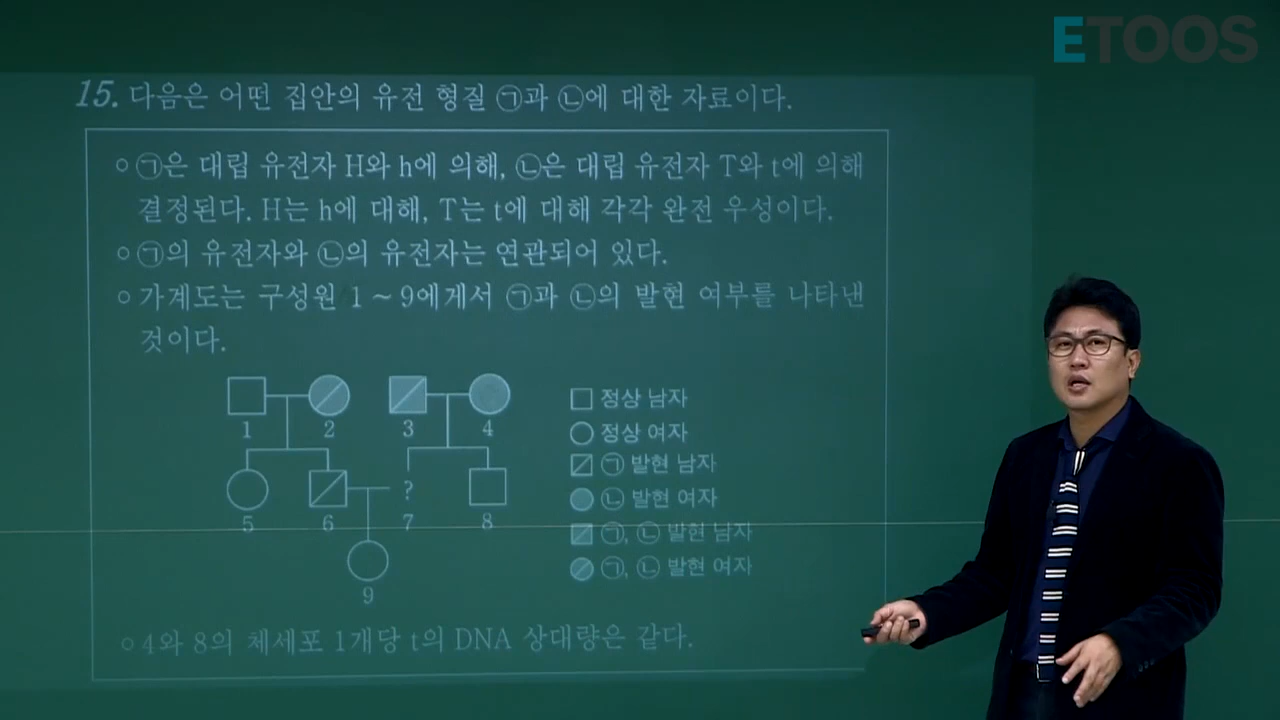 ETOOS
15. 다음은 어떤 집안의 유전 형질 ㉠과 ㉡에 대한 자료이다.
○ ㉠은 대립 유전자 H와 h에 의해, ㉡은 대립 유전자 T와 t에 의해
결정된다. H는 h에 대해, T는 t에 대해 각각 완전 우성이다.
○ ㉠의 유전자와 ㉡의 유전자는 연관되어 있다.
○ 가계도는 구성원 1 ~ 9에게서 ㉠과 ㉡의 발현 여부를 나타낸
것이다.
1 2 3 4
5 6 ? 7 8
9
정상 남자
정상 여자
㉠ 발현 남자
㉡ 발현 여자
㉠, ㉡ 발현 남자
㉠, ㉡ 발현 여자
○ 4와 8의 체세포 1개당 t의 DNA 상대량은 같다.